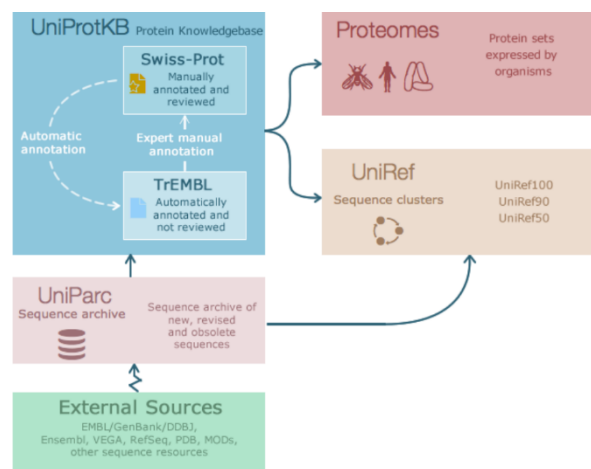 UniProtKB Protein Knowledgebase
Swiss-Prot
Manually
annotated and
reviewed
Automatic
annotation
Expert manual
annotation
TrEMBL
Automatically
annotated and
not reviewed
Proteomes
Protein sets
expressed by
organisms
UniRef
Sequence clusters
UniRef100
UniRef90
UniRef50
UniParc
Sequence archive
Sequence archive of
new, revised
and obsolete
sequences
External Sources
EMBL/GenBank/DDBJ,
Ensembl, VEGA, RefSeq, PDB, MODs,
other sequence resources